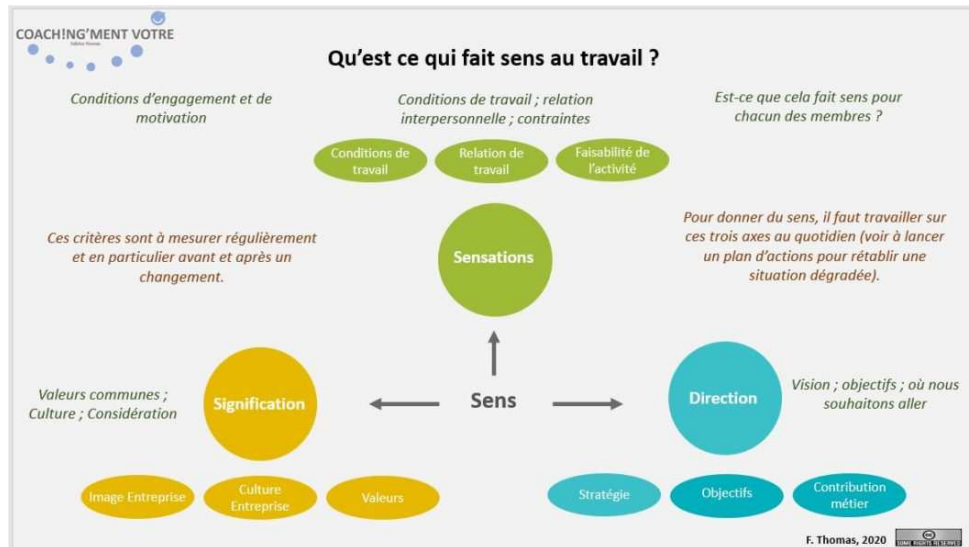 COACH!NG'MENT VOTRE
Qu'est ce qui fait sens au travail ?
Conditions d'engagement et de
motivation
Conditions de travail ; relation
interpersonnelle ; contraintes
Est-ce que cela fait sens pour
chacun des membres ?
Conditions de
travail
Relation de
travail
Faisabilité de
l'activité
Ces critères sont à mesurer régulièrement
et en particulier avant et après un
changement.
Sensations
Pour donner du sens, il faut travailler sur
ces trois axes au quotidien (voir à lancer
un plan d'actions pour rétablir une
situation dégradée).
Valeurs communes ;
Culture ; Considération
Signification
Sens
Direction
Vision ; objectifs ; où nous
souhaitons aller
Image Entreprise
Culture
Entreprise
Valeurs
Stratégie
Objectifs
Contribution
métier
F. Thomas, 2020
SOME RIGHTS RESERVED